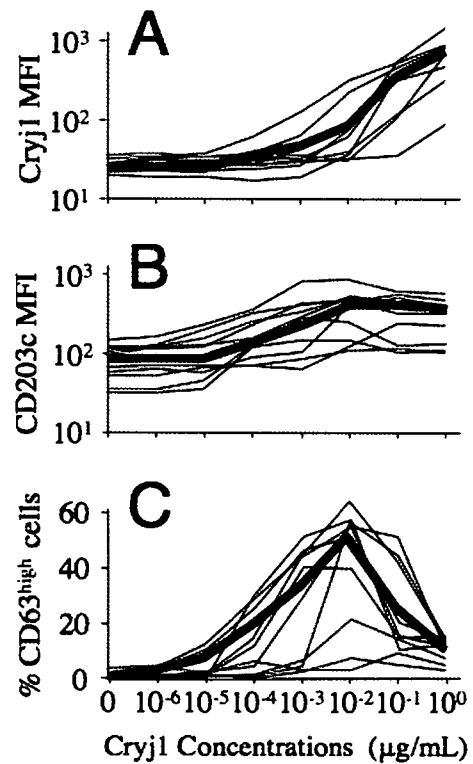 A
Cryj1 MFI
10³
10²
10¹
B
CD203c MFI
10³
10²
10¹
C
% CD63ʰⁱᵍʰ cells
60
40
20
0
0 10⁻⁶ 10⁻⁵ 10⁻⁴ 10⁻³ 10⁻² 10⁻¹ 10⁰
Cryj1 Concentrations (μg/mL)